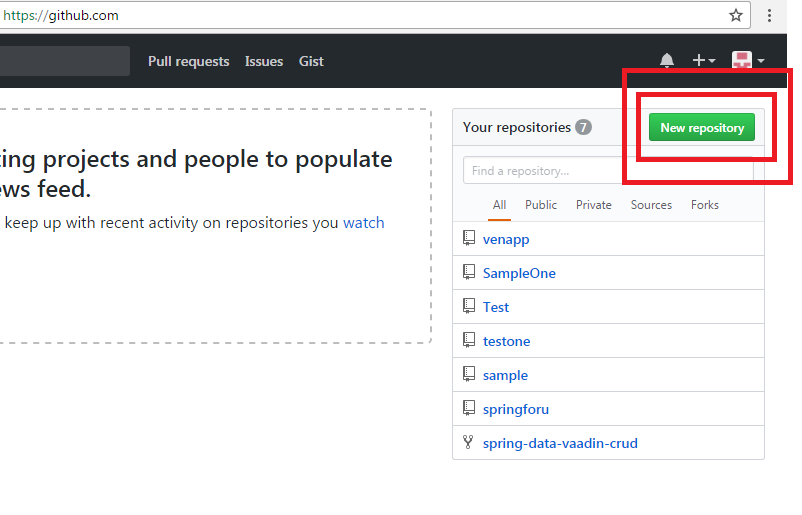 https://github.com
Pull requests Issues Gist
Your repositories 7 New repository
ting projects and people to populate
ews feed.
keep up with recent activity on repositories you watch
Find a repository...
All Public Private Sources Forks
venapp
SampleOne
Test
testone
sample
springforu
spring-data-vaadin-crud